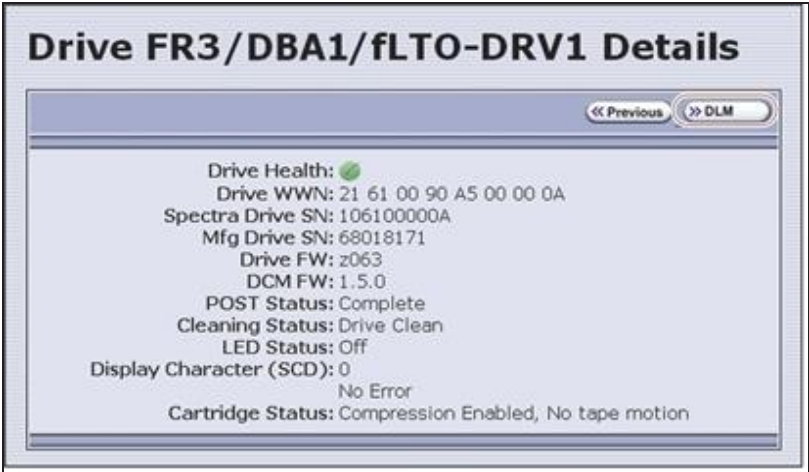 Drive FR3/DBA1/fLTO-DRV1 Details
Previous DLM
Drive Health:
Drive WWN: 21 61 00 90 A5 00 00 0A
Spectra Drive SN: 106100000A
Mfg Drive SN: 68018171
Drive FW: z063
DCM FW: 1.5.0
POST Status: Complete
Cleaning Status: Drive Clean
LED Status: Off
Display Character (SCD): 0
No Error
Cartridge Status: Compression Enabled, No tape motion